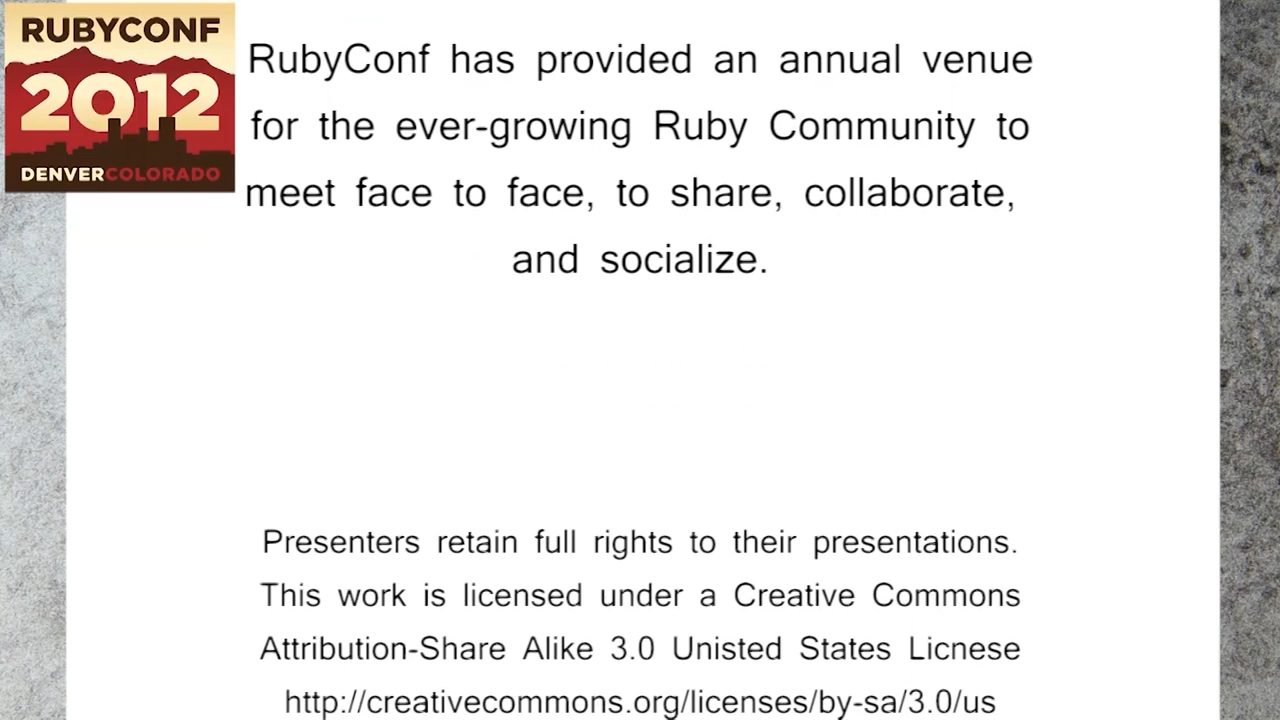 RUBYCONF
2012
DENVERCOLORADO
RubyConf has provided an annual venue
for the ever-growing Ruby Community to
meet face to face, to share, collaborate,
and socialize.
Presenters retain full rights to their presentations.
This work is licensed under a Creative Commons
Attribution-Share Alike 3.0 Unisted States Licnese
http://creativecommons.org/licenses/by-sa/3.0/us